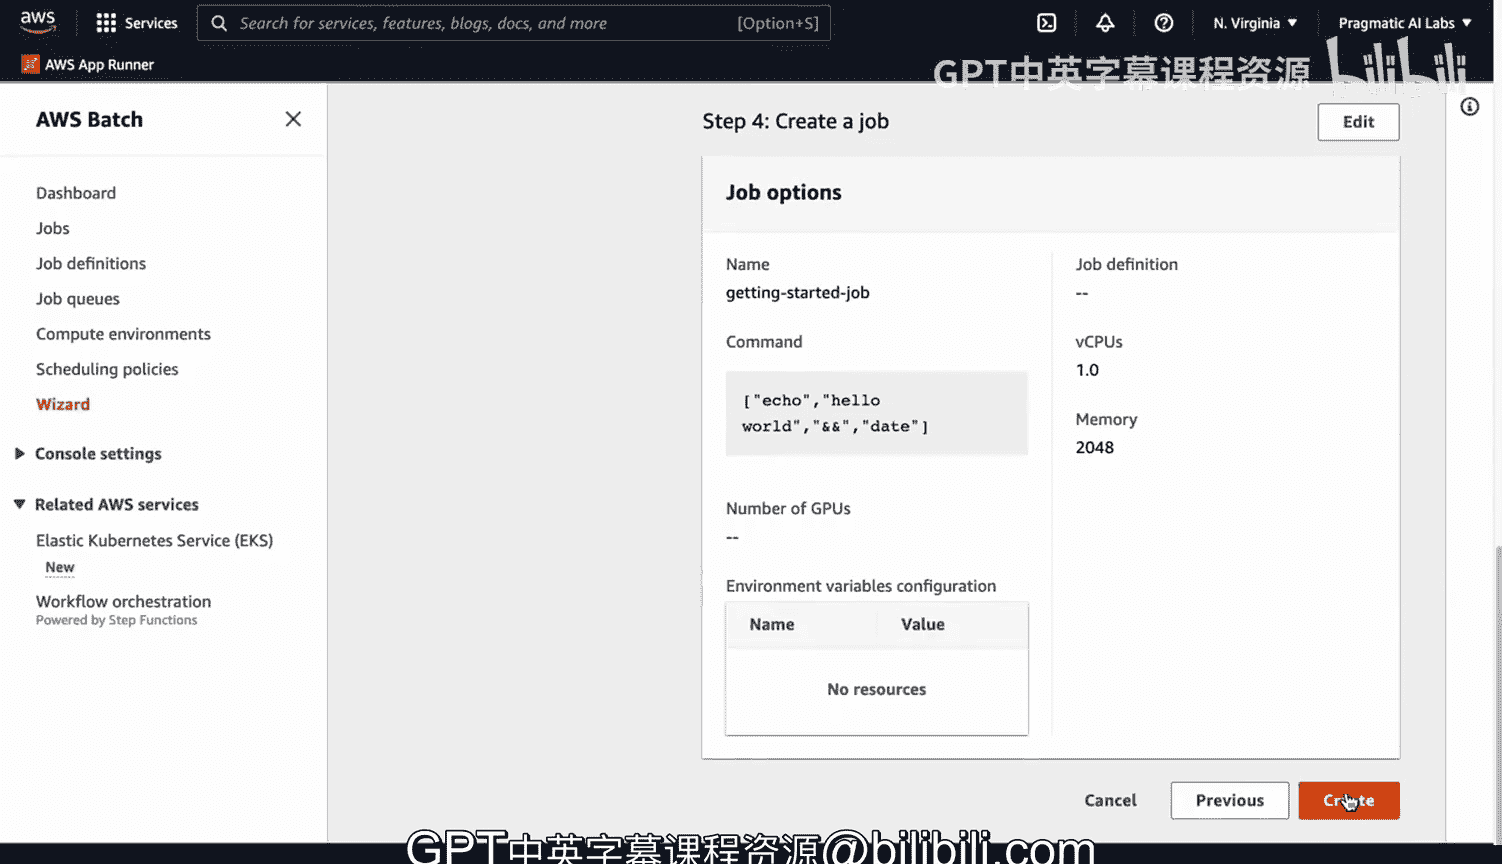 aws
Services
Search for services, features, blogs, docs, and more
[Option+S]
N. Virginia
Pragmatic AI Labs
AWS App Runner
GPT中英字幕课程资源
bilibili
AWS Batch
Dashboard
Jobs
Job definitions
Job queues
Compute environments
Scheduling policies
Wizard
Console settings
Related AWS services
Elastic Kubernetes Service (EKS)
New
Workflow orchestration
Powered by Step Functions
Step 4: Create a job
Edit
Job options
Name
getting-started-job
Command
["echo","hello
world","&&","date"]
Number of GPUs
--
Environment variables configuration
Name
Value
No resources
Job definition
--
vCPUs
1.0
Memory
2048
Cancel
Previous
Create
GPT中英字幕课程资源@bilibili.com